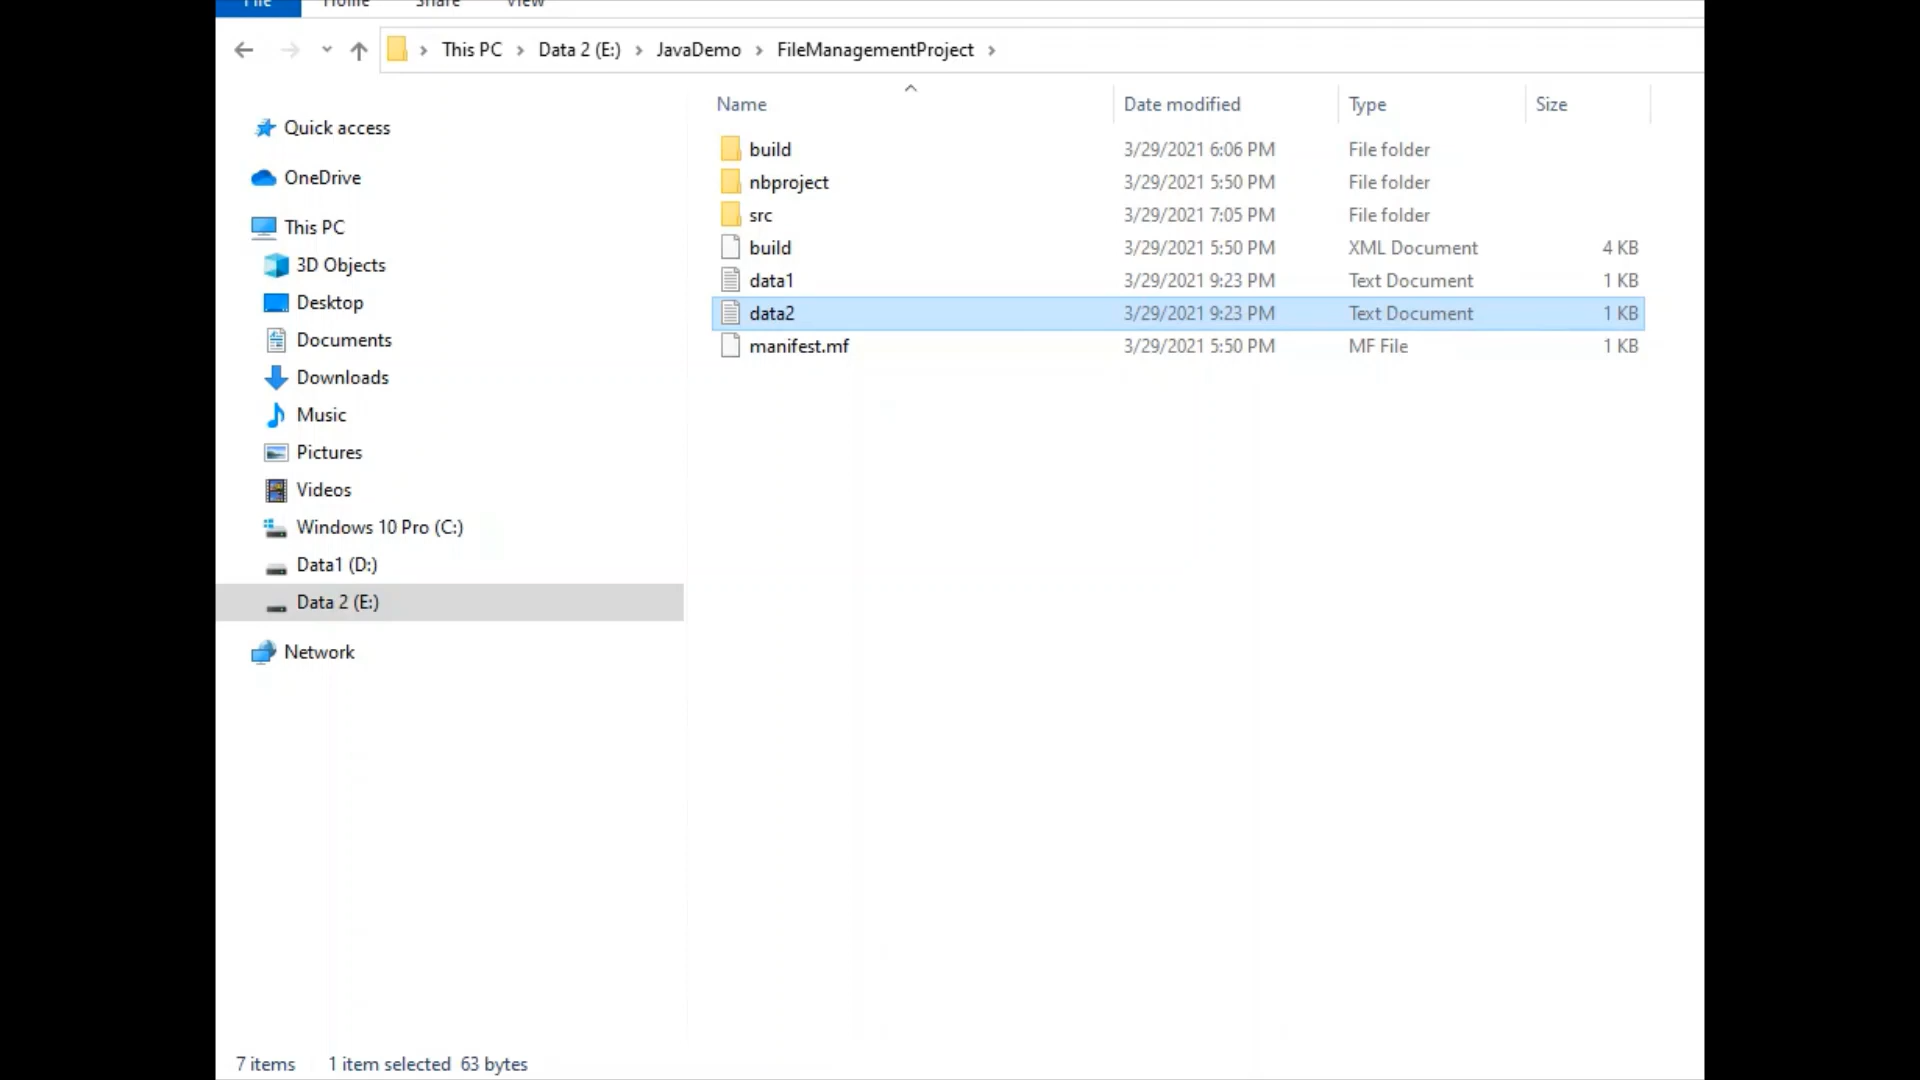 File Home Share View
This PC Data 2 (E:) JavaDemo FileManagementProject
Name Date modified Type Size
Quick access
OneDrive
This PC
3D Objects
Desktop
Documents
Downloads
Music
Pictures
Videos
Windows 10 Pro (C:)
Data1 (D:)
Data 2 (E:)
Network
build 3/29/2021 6:06 PM File folder
nbproject 3/29/2021 5:50 PM File folder
src 3/29/2021 7:05 PM File folder
build 3/29/2021 5:50 PM XML Document 4 KB
data1 3/29/2021 9:23 PM Text Document 1 KB
data2 3/29/2021 9:23 PM Text Document 1 KB
manifest.mf 3/29/2021 5:50 PM MF File 1 KB
7 items 1 item selected 63 bytes